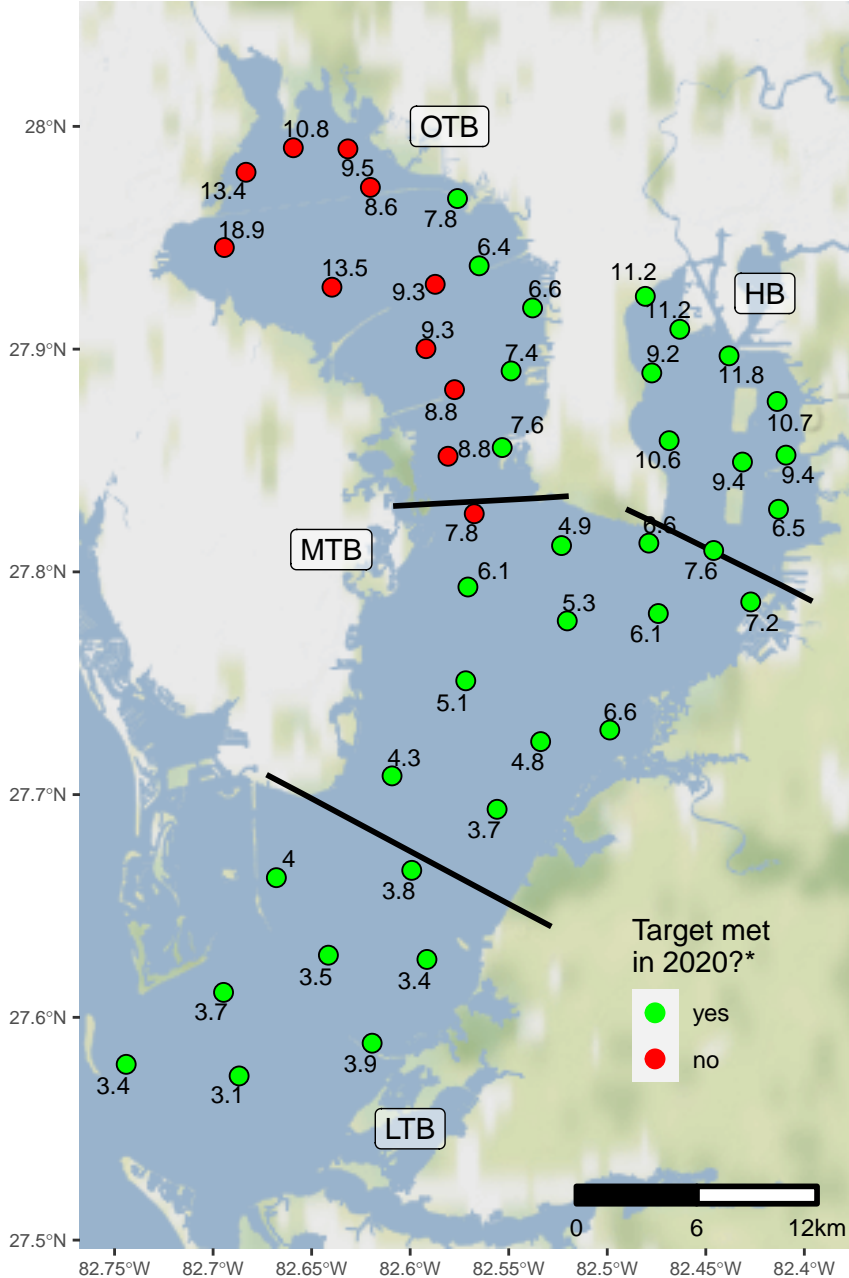 28°N
27.9°N
27.8°N
27.7°N
27.6°N
27.5°N
OTB
10.8
9.5
13.4
8.6
7.8
18.9
6.4
13.5
9.3
6.6
11.2
HB
11.2
9.3
7.4
9.2
11.8
8.8
10.7
7.6
8.8
10.6
9.4
9.4
6.5
7.8
4.9
6.6
MTB
7.6
6.1
5.3
6.1
7.2
5.1
6.6
4.8
4.3
3.7
4
3.8
3.5
3.4
3.7
3.9
3.4
3.1
LTB
Target met
in 2020?*
yes
no
0 6 12km
82.75°W 82.7°W 82.65°W 82.6°W 82.55°W 82.5°W 82.45°W 82.4°W